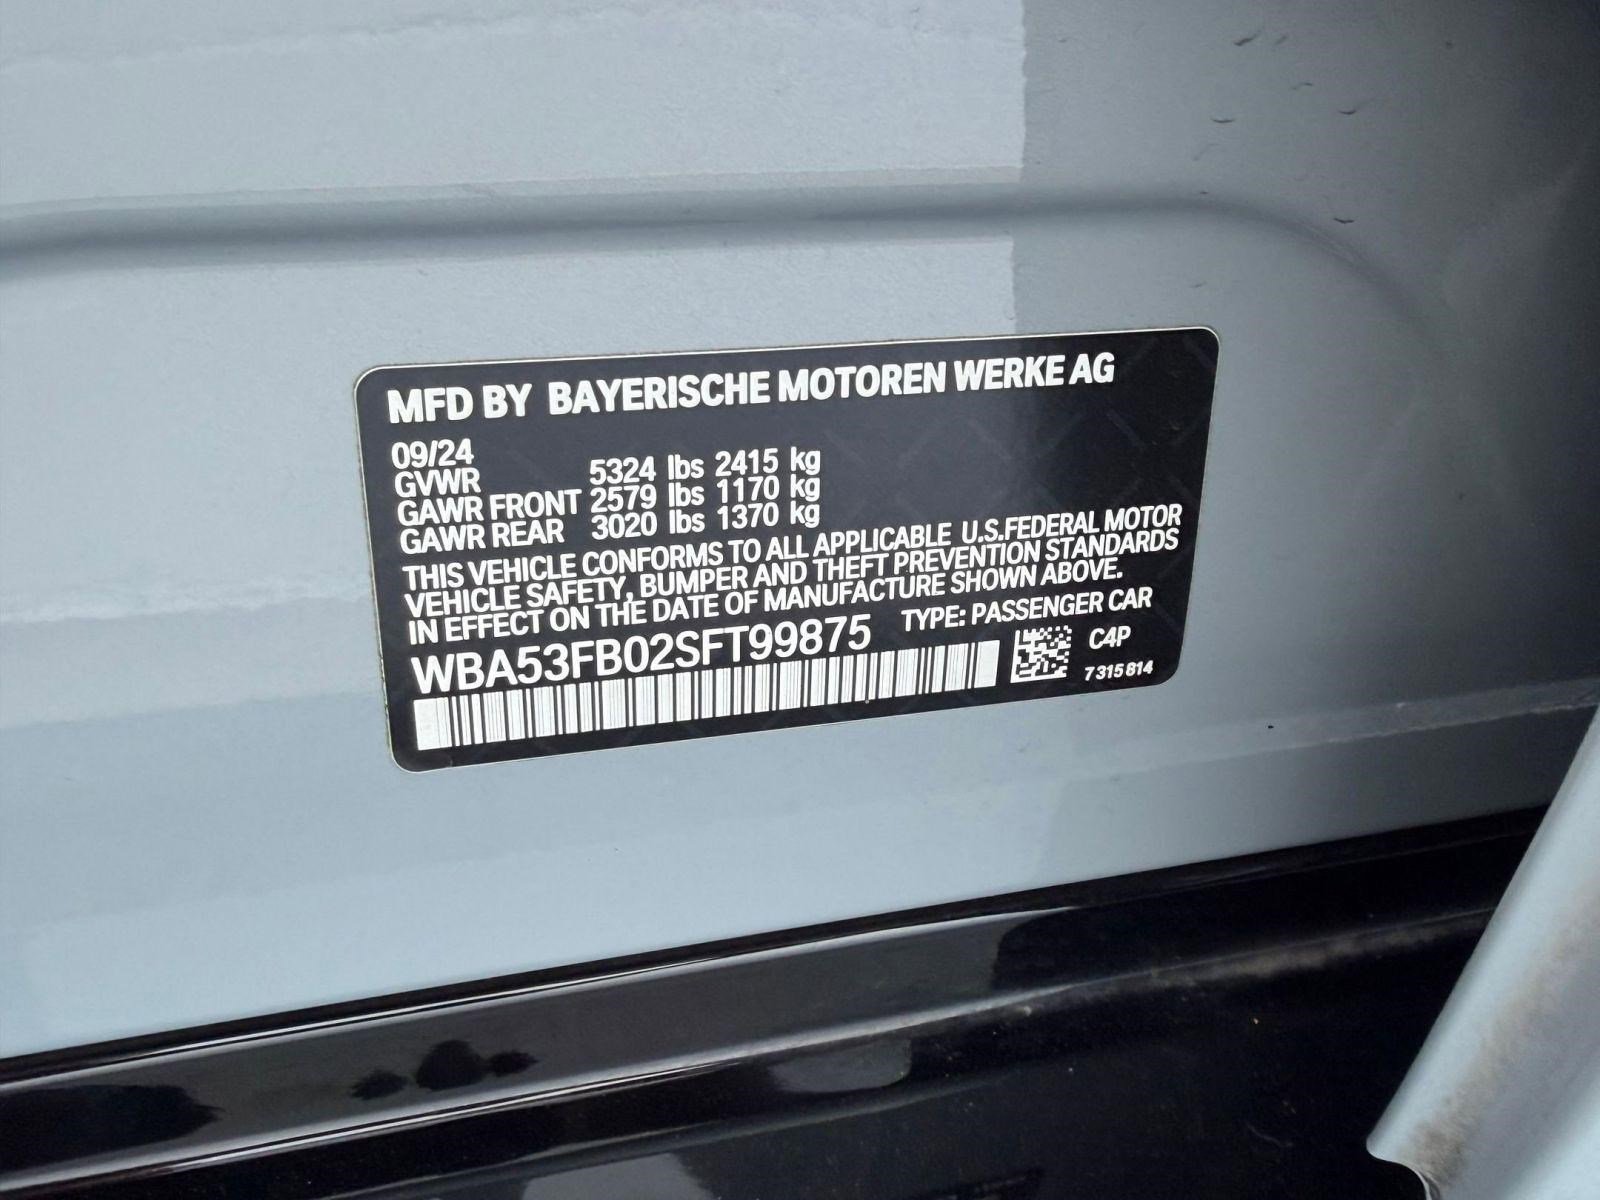 MFD BY BAYERISCHE MOTOREN WERKE AG
09/24
GVWR 5324 lbs 2415 kg
GAWR FRONT 2579 lbs 1170 kg
GAWR REAR 3020 lbs 1370 kg
THIS VEHICLE CONFORMS TO ALL APPLICABLE U.S.FEDERAL MOTOR
VEHICLE SAFETY, BUMPER AND THEFT PREVENTION STANDARDS
IN EFFECT ON THE DATE OF MANUFACTURE SHOWN ABOVE.
WBA53FB02SFT99875 TYPE: PASSENGER CAR
C4P
7 315 814